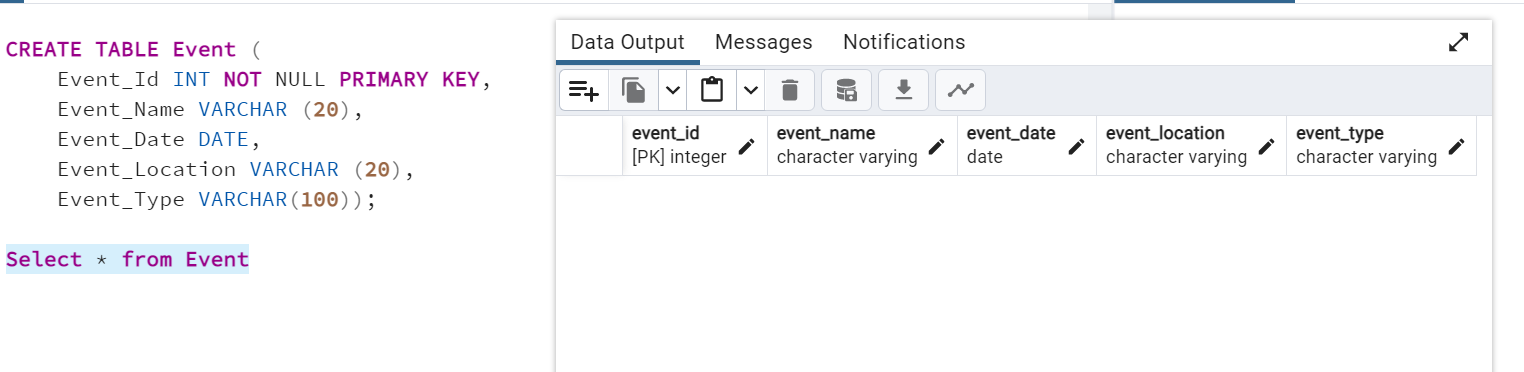 CREATE TABLE Event (
Event_Id INT NOT NULL PRIMARY KEY,
Event_Name VARCHAR (20),
Event_Date DATE,
Event_Location VARCHAR (20),
Event_Type VARCHAR(100));
Select * from Event
Data Output Messages Notifications
event_id event_name event_date event_location event_type
[PK] integer character varying date character varying character varying